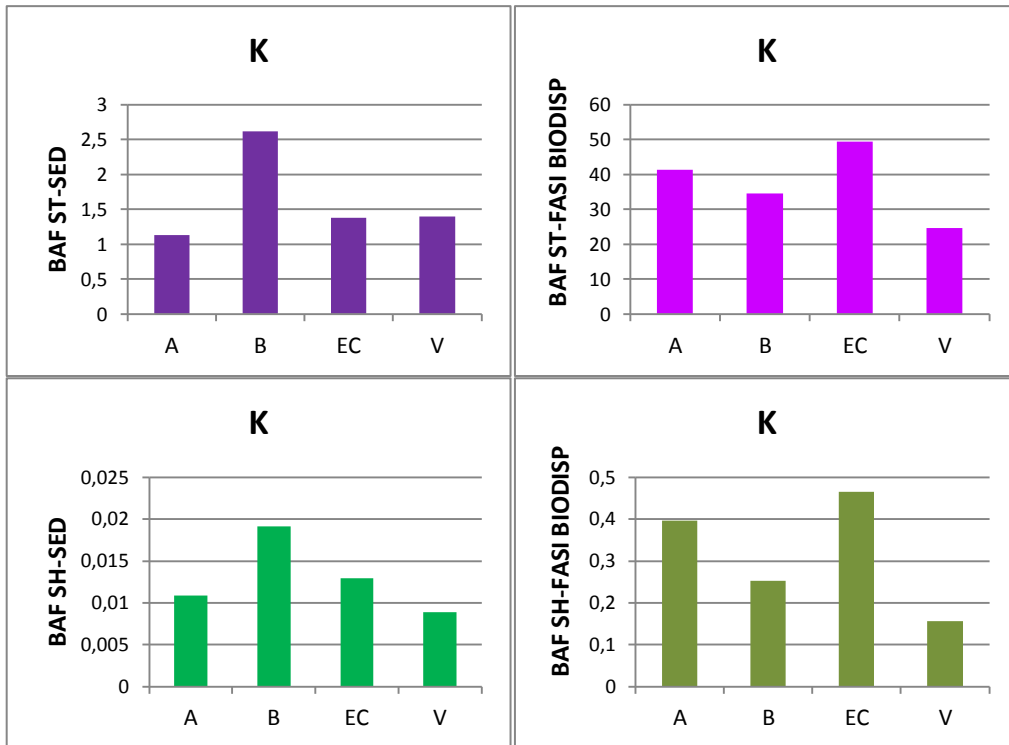 K
BAF ST-SED
3
2,5
2
1,5
1
0,5
0
A B EC V
K
BAF ST-FASI BIODISP
60
50
40
30
20
10
0
A B EC V
K
BAF SH-SED
0,025
0,02
0,015
0,01
0,005
0
A B EC V
K
BAF SH-FASI BIODISP
0,5
0,4
0,3
0,2
0,1
0
A B EC V